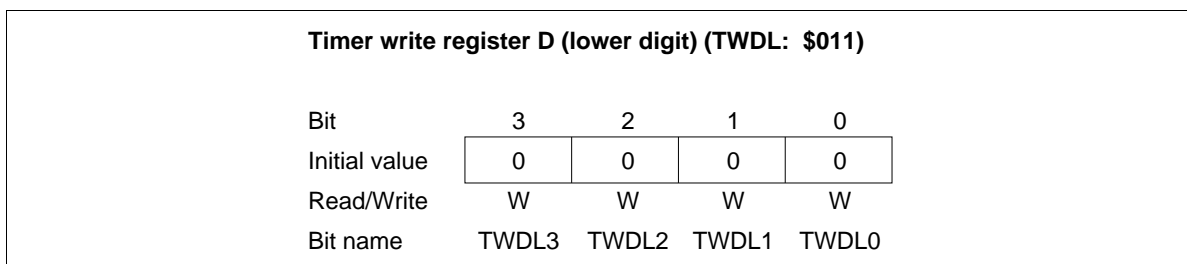 Timer write register D (lower digit) (TWDL: $011)
Bit 3 2 1 0
Initial value 0 0 0 0
Read/Write W W W W
Bit name TWDL3 TWDL2 TWDL1 TWDL0